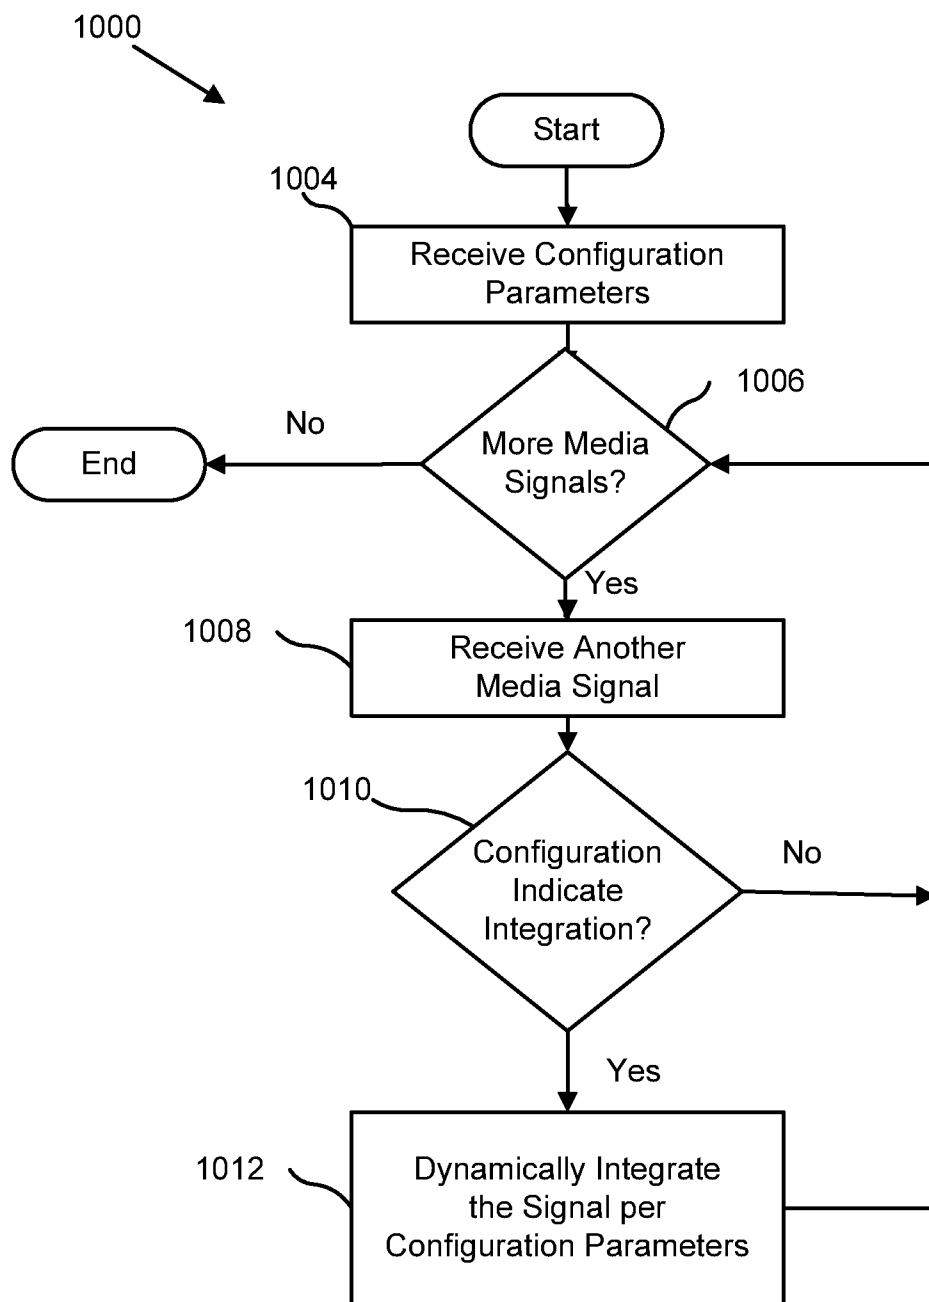 1000
Start
1004
Receive Configuration
Parameters
1006
No
More Media
Signals?
End
Yes
1008
Receive Another
Media Signal
1010
Configuration
Indicate
Integration?
No
Yes
1012
Dynamically Integrate
the Signal per
Configuration Parameters